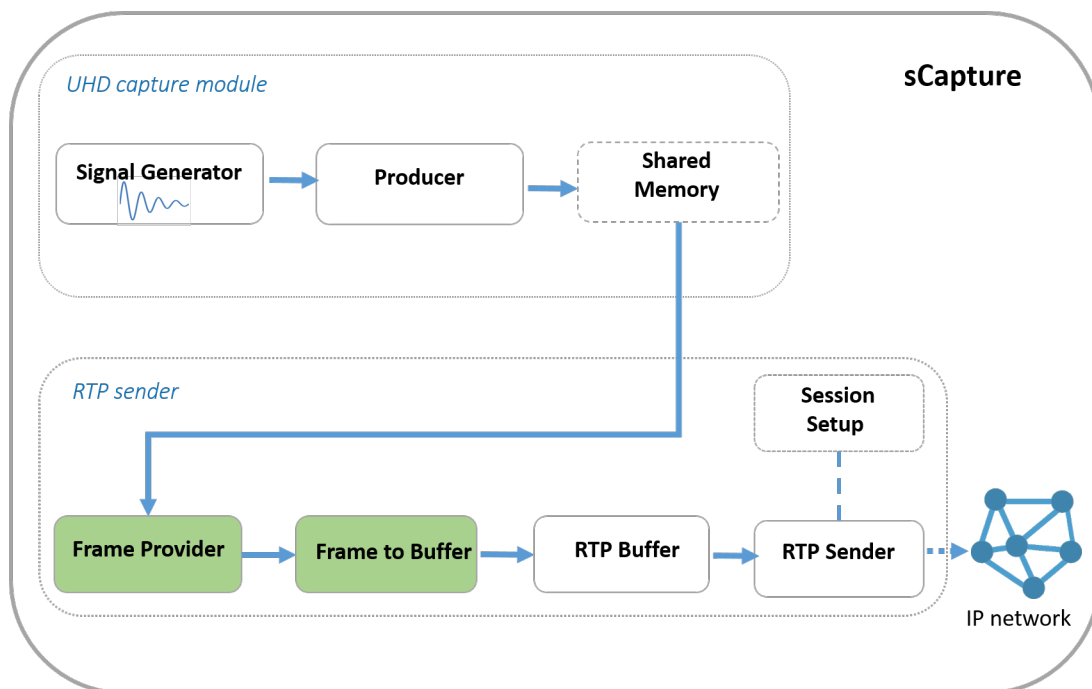 sCapture
UHD capture module
Signal Generator
Producer
Shared
Memory
RTP sender
Session
Setup
Frame Provider
Frame to Buffer
RTP Buffer
RTP Sender
IP network